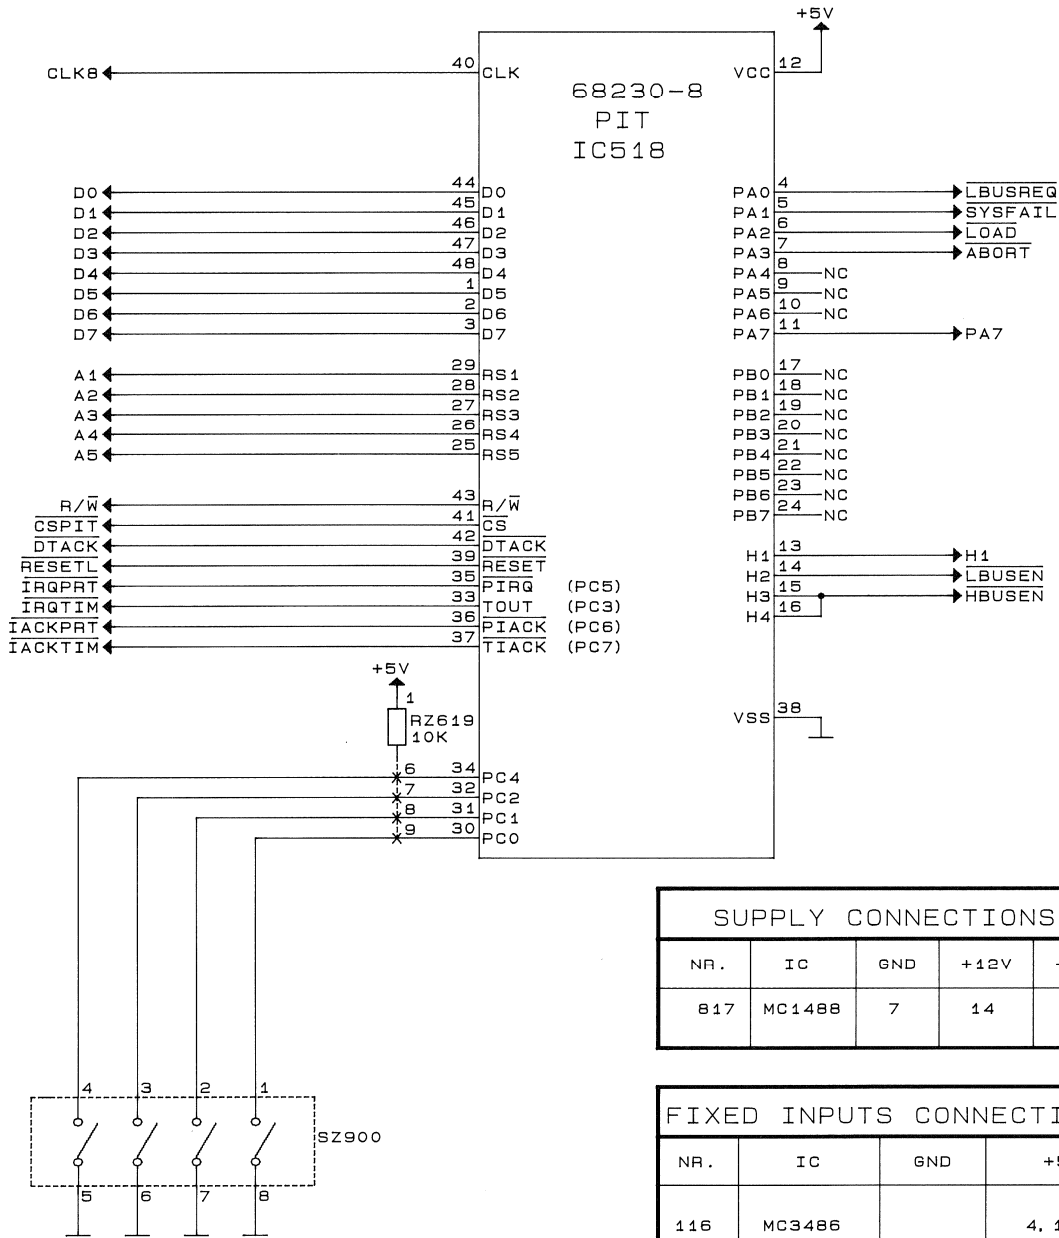 +5V
CLK8 40 CLK VCC 12
68230-8
PIT
IC518
D0 44 D0 PA0 4 LBUSREQ
D1 45 D1 PA1 5 SYSFAIL
D2 46 D2 PA2 6 LOAD
D3 47 D3 PA3 7 ABORT
D4 48 D4 PA4 8 NC
D5 1 D5 PA5 9 NC
D6 2 D6 PA6 10 NC
D7 3 D7 PA7 11 PA7
A1 29 RS1 PB0 17 NC
A2 28 RS2 PB1 18 NC
A3 27 RS3 PB2 19 NC
A4 26 RS4 PB3 20 NC
A5 25 RS5 PB4 21 NC
PB5 22 NC
PB6 23 NC
R/W 43 R/W PB7 24 NC
CSPIT 41 CS
DTACK 42 DTACK H1 13 H1
RESETL 39 RESET H2 14 LBUSEN
IRQPRT 35 PIRQ (PC5) H3 15 HBUSEN
IRQTIM 33 TOUT (PC3) H4 16
IACKPRT 36 PIACK (PC6)
IACKTIM 37 TIACK (PC7)
+5V
1
RZ619
10K
VSS 38
6 34 PC4
7 32 PC2
8 31 PC1
9 30 PC0
SUPPLY CONNECTIONS
NR. IC GND +12V -
817 MC1488 7 14
4 3 2 1
SZ900
5 6 7 8
FIXED INPUTS CONNECTI
NR. IC GND +5
116 MC3486 4, 1